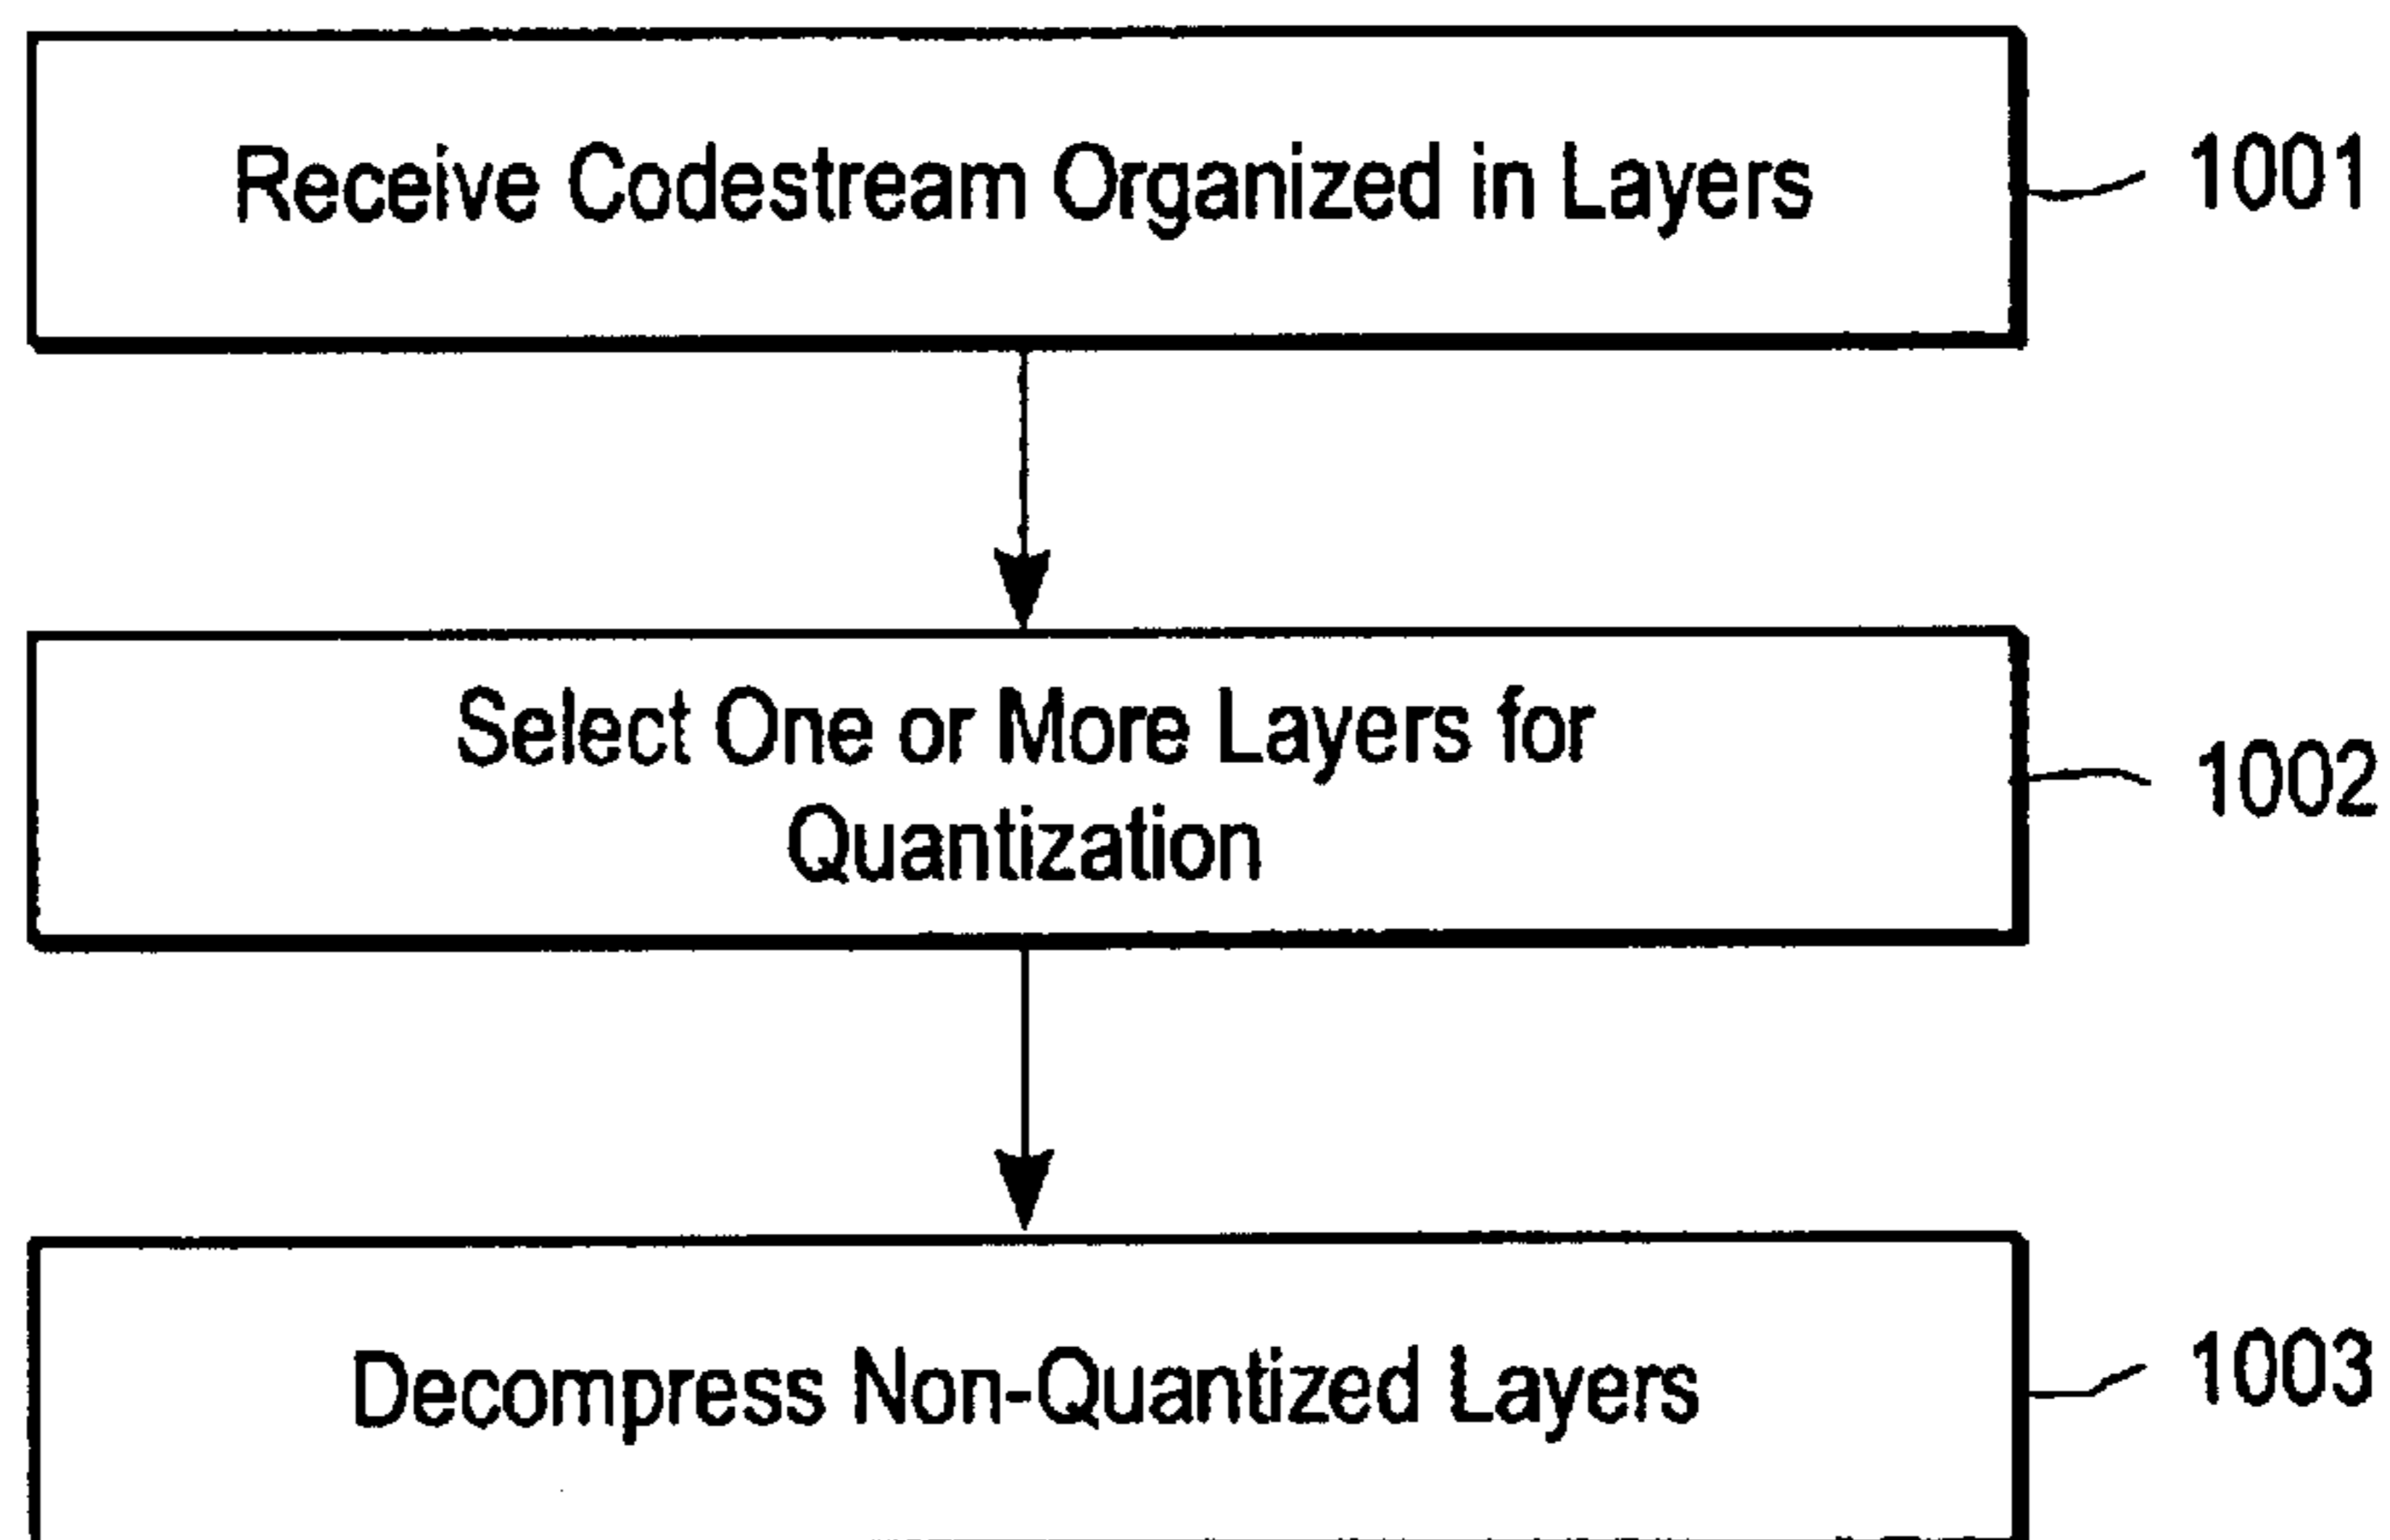 Receive Codestream Organized in Layers
1001
Select One or More Layers for
Quantization
1002
Decompress Non-Quantized Layers
1003